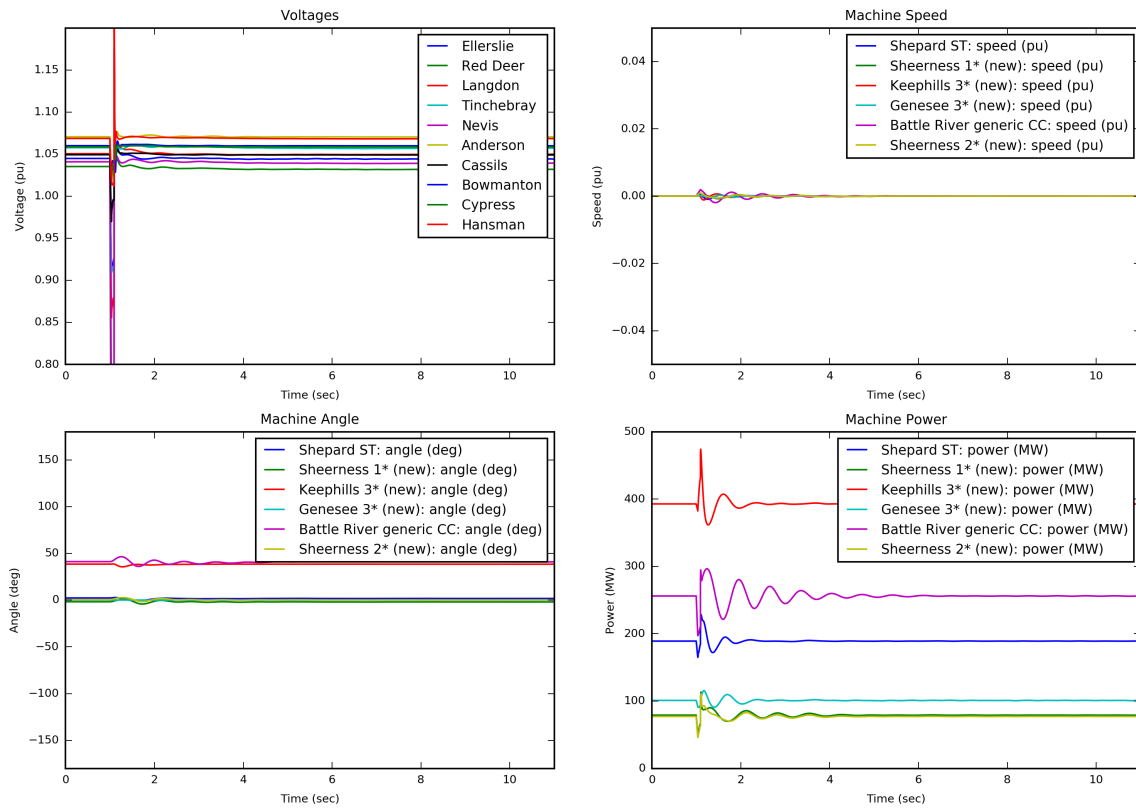 Voltages
1.15
1.10
1.05
1.00
0.95
0.90
0.85
0.80
Voltage (pu)
0 2 4 6 8 10
Time (sec)
Ellerslie
Red Deer
Langdon
Tinchebray
Nevis
Anderson
Cassils
Bowmanton
Cypress
Hansman
Machine Speed
0.04
0.02
0.00
−0.02
−0.04
Speed (pu)
0 2 4 6 8 10
Time (sec)
Shepard ST: speed (pu)
Sheerness 1* (new): speed (pu)
Keephills 3* (new): speed (pu)
Genesee 3* (new): speed (pu)
Battle River generic CC: speed (pu)
Sheerness 2* (new): speed (pu)
Machine Angle
150
100
50
0
−50
−100
−150
Angle (deg)
0 2 4 6 8 10
Time (sec)
Shepard ST: angle (deg)
Sheerness 1* (new): angle (deg)
Keephills 3* (new): angle (deg)
Genesee 3* (new): angle (deg)
Battle River generic CC: angle (deg)
Sheerness 2* (new): angle (deg)
Machine Power
500
400
300
200
100
0
Power (MW)
0 2 4 6 8 10
Time (sec)
Shepard ST: power (MW)
Sheerness 1* (new): power (MW)
Keephills 3* (new): power (MW)
Genesee 3* (new): power (MW)
Battle River generic CC: power (MW)
Sheerness 2* (new): power (MW)